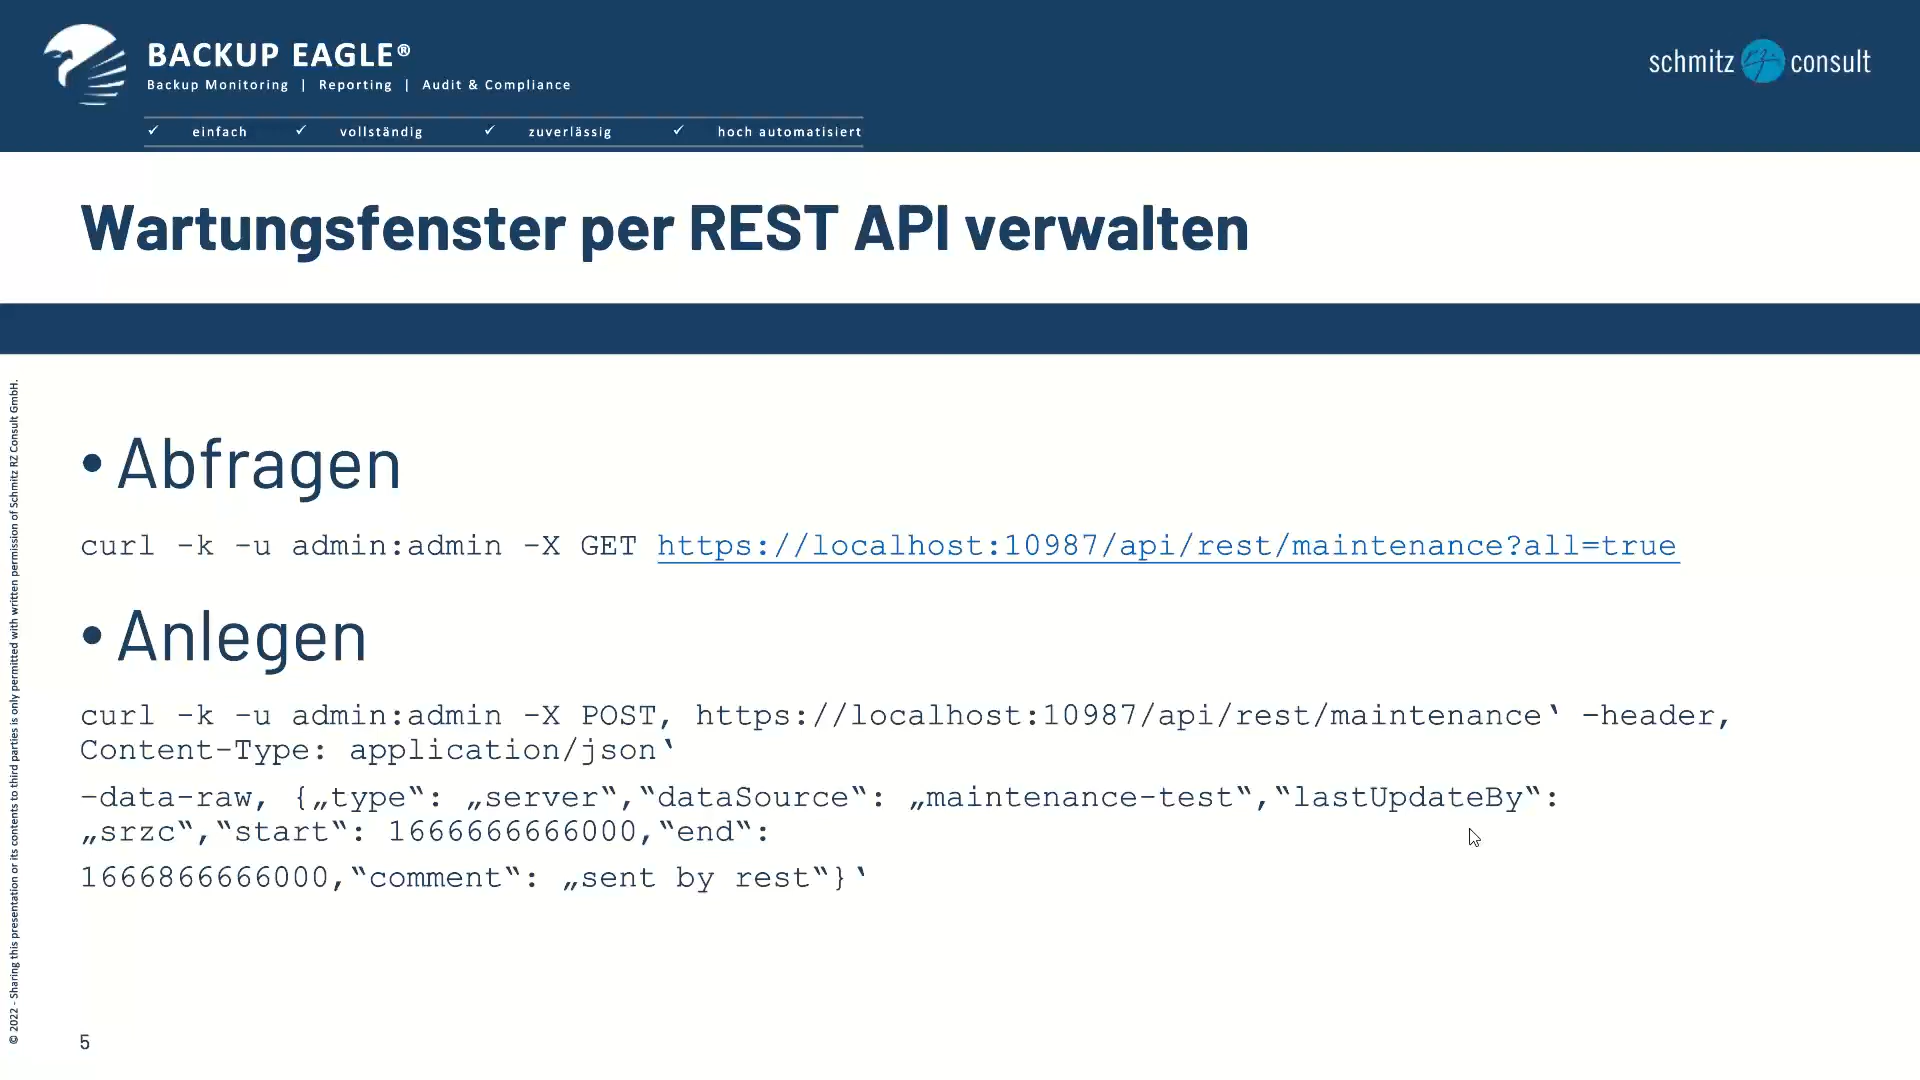 BACKUP EAGLE®
Backup Monitoring | Reporting | Audit & Compliance
✓ einfach ✓ vollständig ✓ zuverlässig ✓ hoch automatisiert
schmitz rz consult
Wartungsfenster per REST API verwalten
• Abfragen
curl -k -u admin:admin -X GET https://localhost:10987/api/rest/maintenance?all=true
• Anlegen
curl -k -u admin:admin -X POST‚ https://localhost:10987/api/rest/maintenance‘ –header‚
Content-Type: application/json‘
–data-raw‚ {„type“: „server“,“dataSource“: „maintenance-test“,“lastUpdateBy“:
„srzc“,“start“: 1666666666000,“end“:
1666866666000,“comment“: „sent by rest“}‘
© 2022 - Sharing this presentation or its contents to third parties is only permitted with written permission of Schmitz RZ Consult GmbH.
5